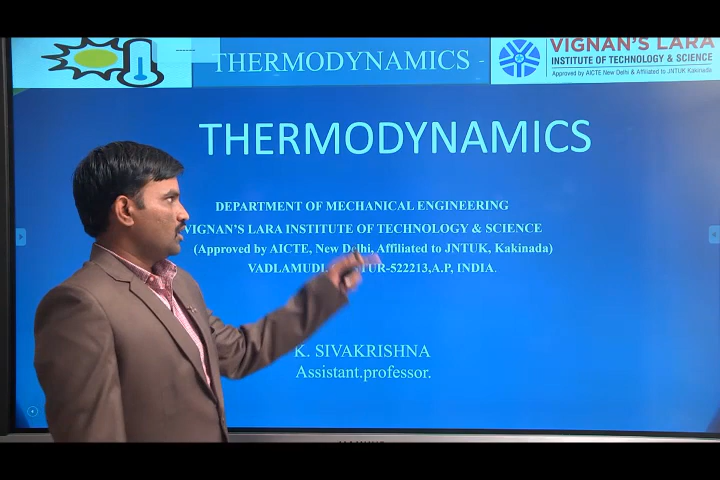 THERMODYNAMICS -
VIGNAN'S LARA
INSTITUTE OF TECHNOLOGY & SCIENCE
Approved by AICTE New Delhi & Affiliated to JNTUK Kakinada
THERMODYNAMICS
DEPARTMENT OF MECHANICAL ENGINEERING
VIGNAN'S LARA INSTITUTE OF TECHNOLOGY & SCIENCE
(Approved by AICTE, New Delhi, Affiliated to JNTUK, Kakinada)
VADLAMUDI, TUR-522213,A.P, INDIA.
K. SIVAKRISHNA
Assistant.professor.